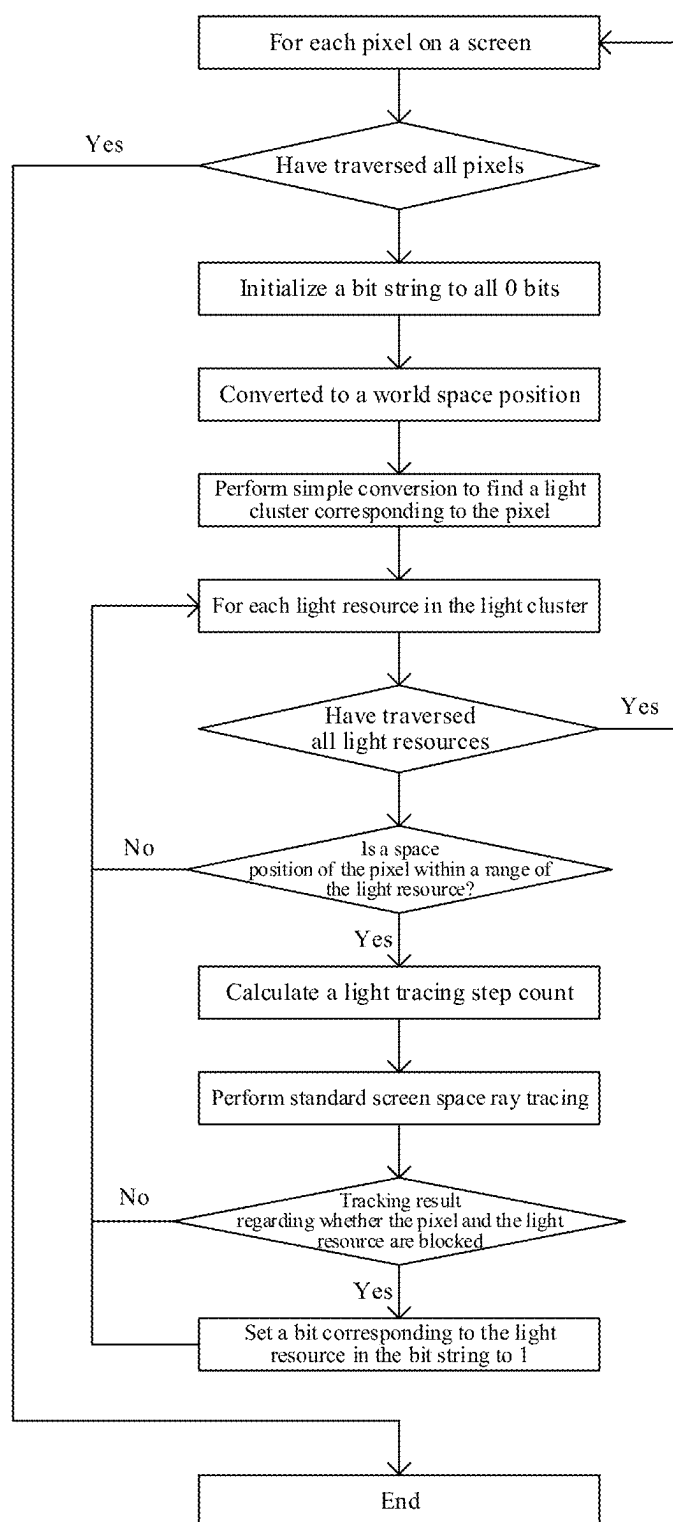 For each pixel on a screen
Yes
Have traversed all pixels
Initialize a bit string to all 0 bits
Converted to a world space position
Perform simple conversion to find a light
cluster corresponding to the pixel
For each light resource in the light cluster
Have traversed
all light resources
Yes
No
Is a space
position of the pixel within a range of
the light resource?
Yes
Calculate a light tracing step count
Perform standard screen space ray tracing
No
Tracking result
regarding whether the pixel and the light
resource are blocked
Yes
Set a bit corresponding to the light
resource in the bit string to 1
End